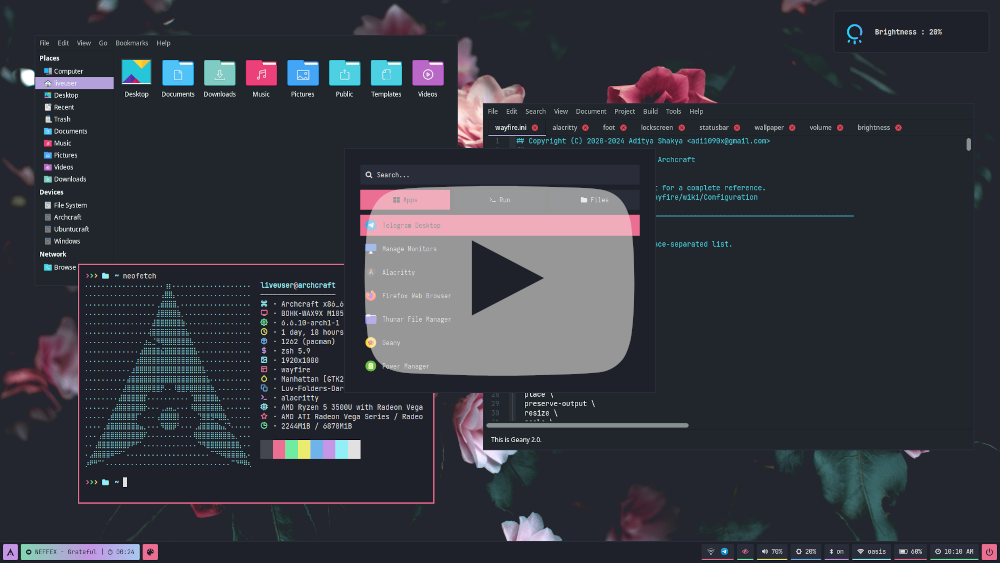 Brightness : 20%
File Edit View Go Bookmarks Help
Places
Computer
liveuser
Desktop
Recent
Trash
Documents
Music
Pictures
Videos
Downloads
Devices
File System
Archcraft
Ubuntucraft
Windows
Network
Browse
Desktop Documents Downloads Music Pictures Public Templates Videos
File Edit Search View Document Project Build Tools Help
wayfire.ini alacritty foot lockscreen statusbar wallpaper volume brightness
1 ## Copyright (C) 2020-2024 Aditya Shakya <adi1090x@gmail.com>
Archcraft
t for a complete reference.
ayfire/wiki/Configuration
ace-separated list.
28 place \
29 preserve-output \
30 resize \
This is Geany 2.0.
Search...
Apps Run Files
Telegram Desktop
Manage Monitors
Alacritty
Firefox Web Browser
Thunar File Manager
Geany
Power Manager
>>> ~ neofetch
liveuser@archcraft
Archcraft x86_6
BOHK-WAX9X M105
6.6.10-arch1-1
1 day, 18 hours
1262 (pacman)
zsh 5.9
1920x1080
wayfire
Manhattan [GTK2
Luv-Folders-Dar
alacritty
AMD Ryzen 5 3500U with Radeon Vega
AMD ATI Radeon Vega Series / Radeo
2244MiB / 6870MiB
>>> ~
NEFFEX - Grateful | 00:24
70% 20% on oasis 60% 10:10 AM